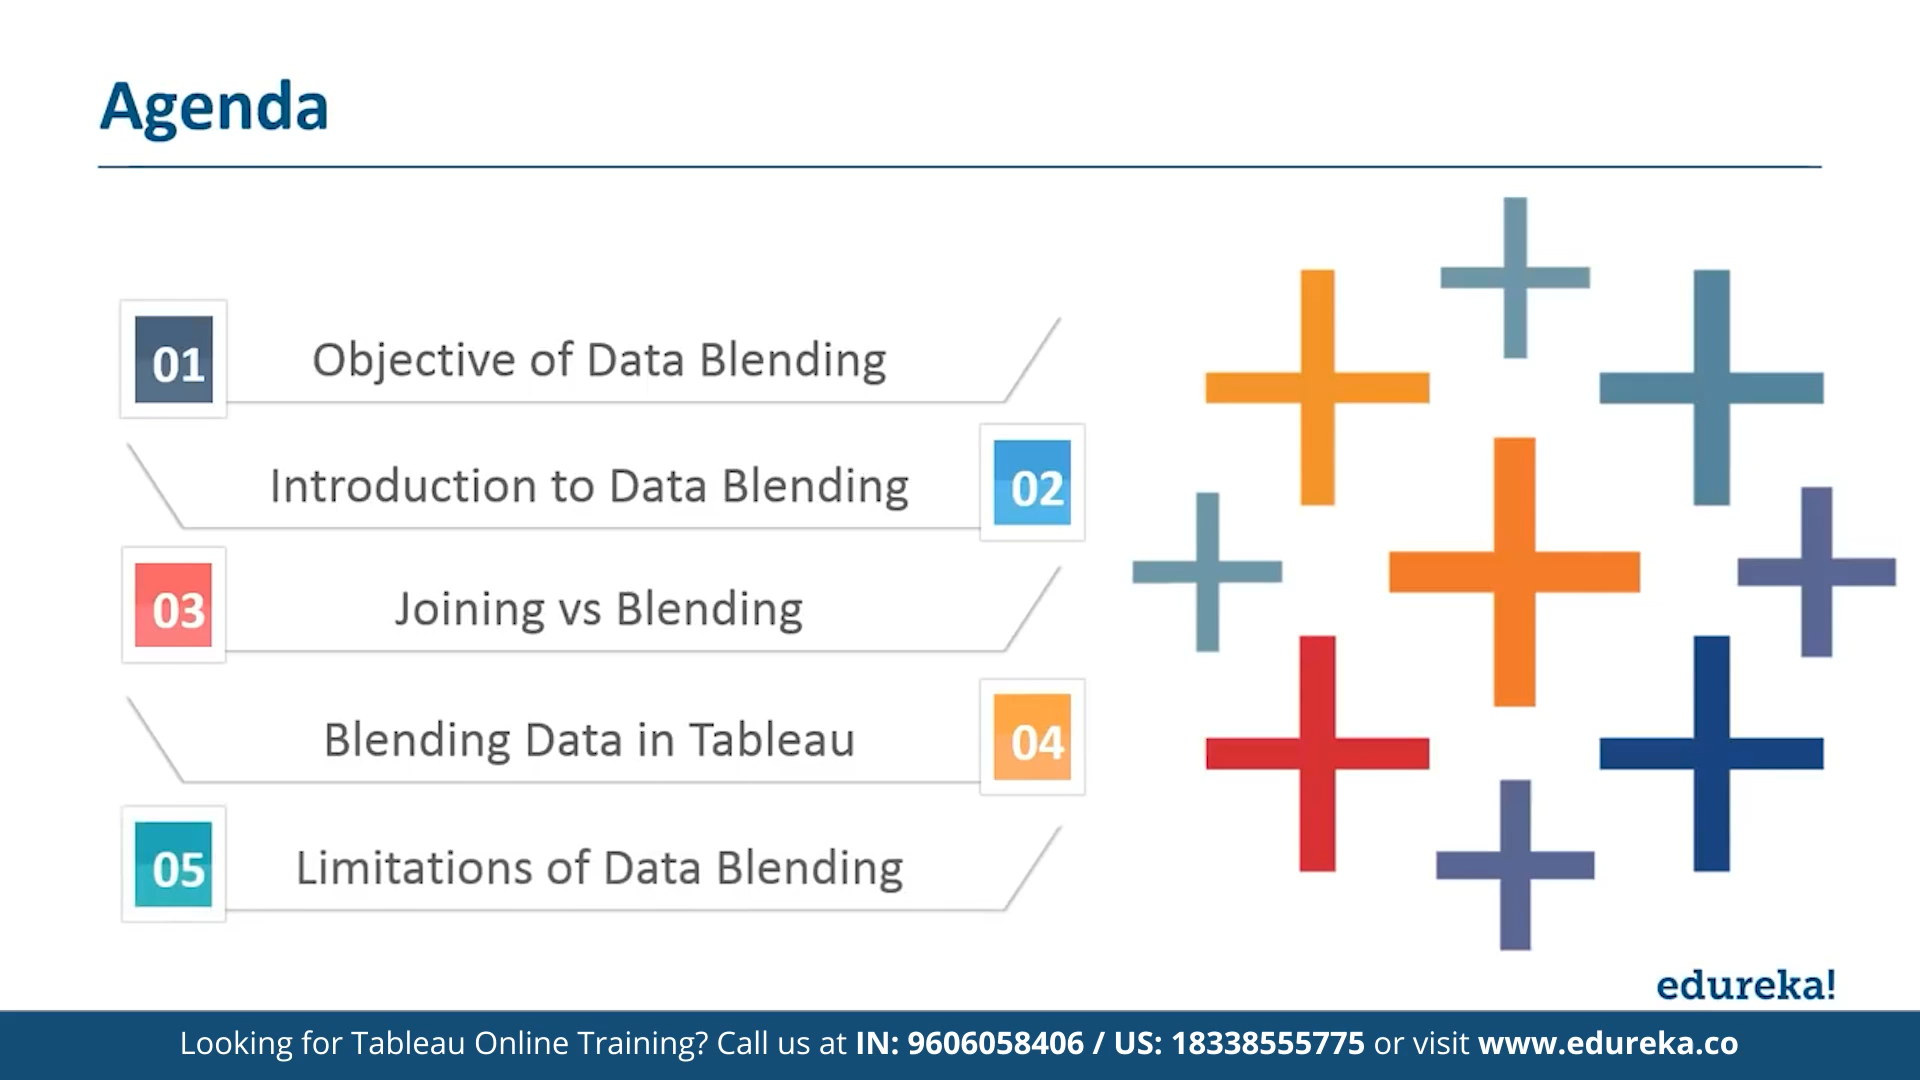 Agenda
01 Objective of Data Blending
Introduction to Data Blending 02
03 Joining vs Blending
Blending Data in Tableau 04
05 Limitations of Data Blending
edureka!
Looking for Tableau Online Training? Call us at IN: 9606058406 / US: 18338555775 or visit www.edureka.co